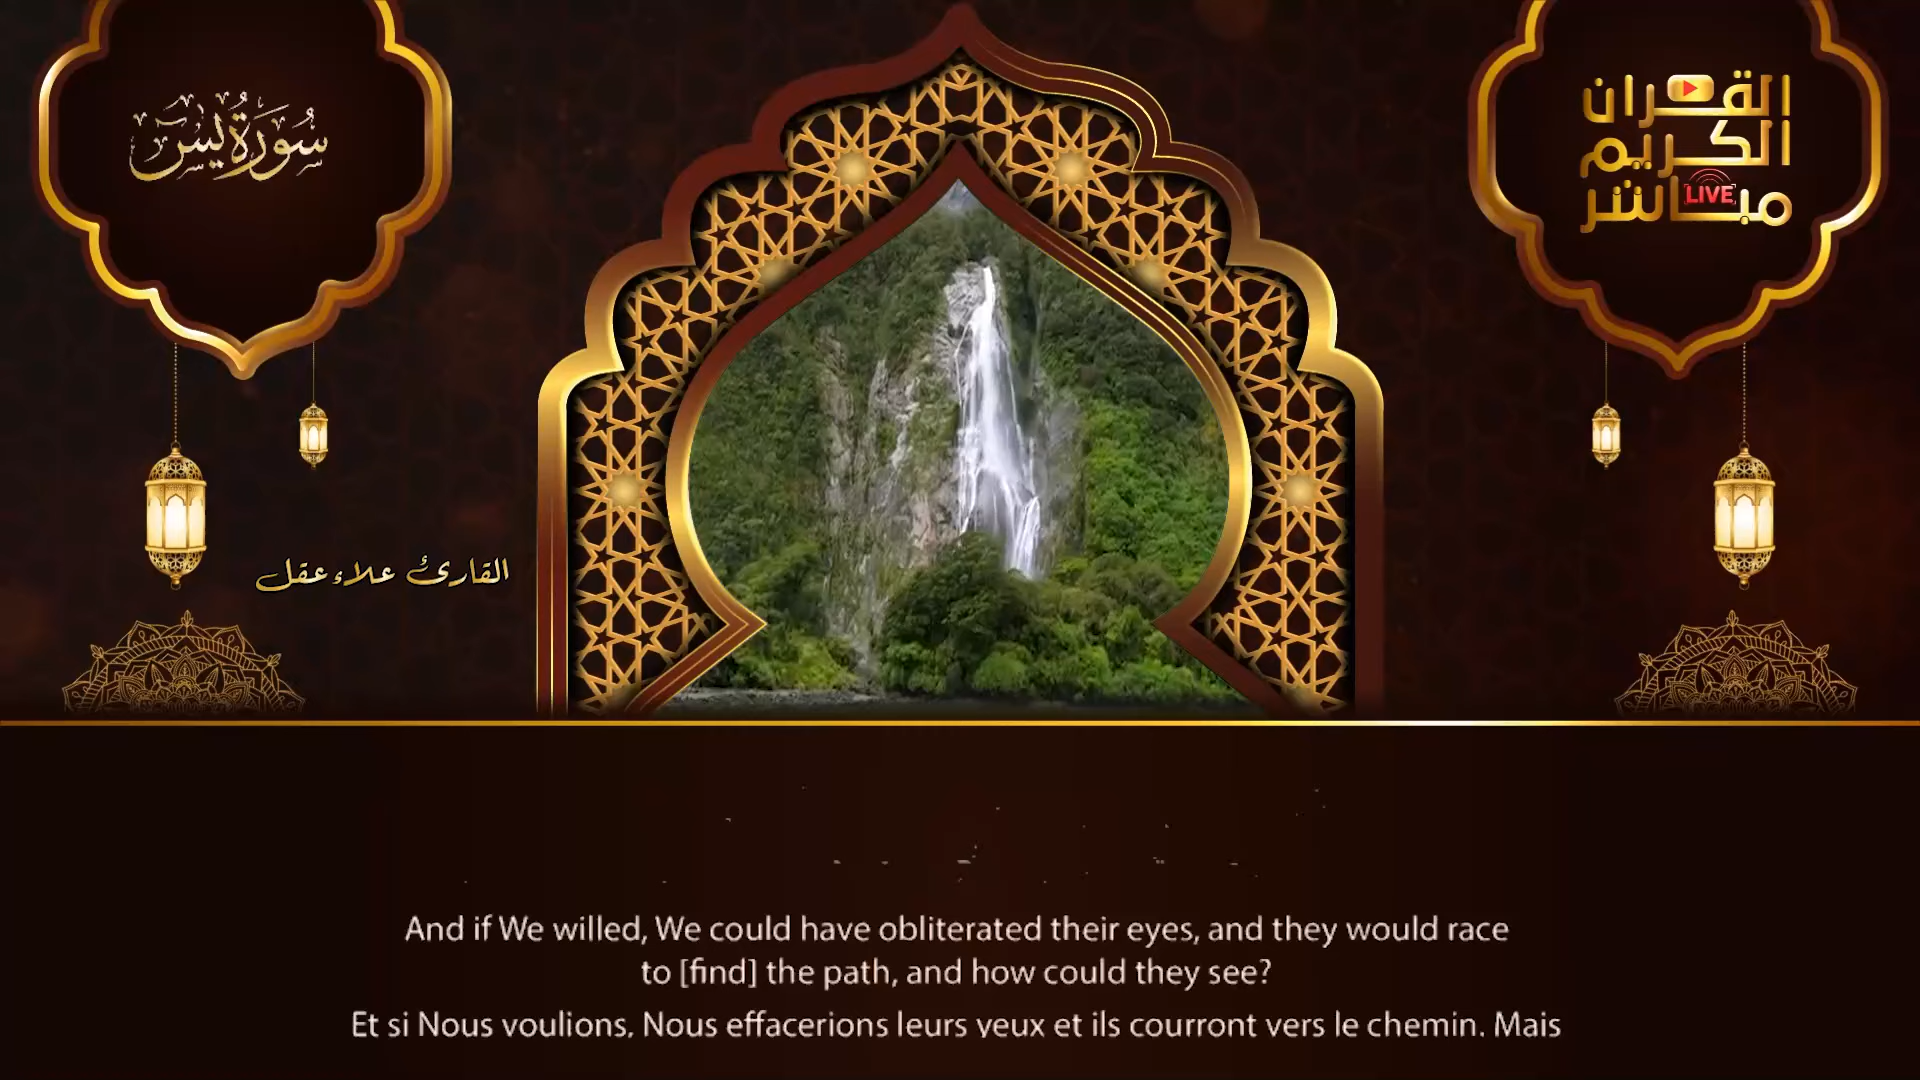 سُورَةُ يسٓ
القرآن
الكريم
مباشر
LIVE
القارئ علاء عقل
And if We willed, We could have obliterated their eyes, and they would race
to [find] the path, and how could they see?
Et si Nous voulions, Nous effacerions leurs yeux et ils courront vers le chemin. Mais